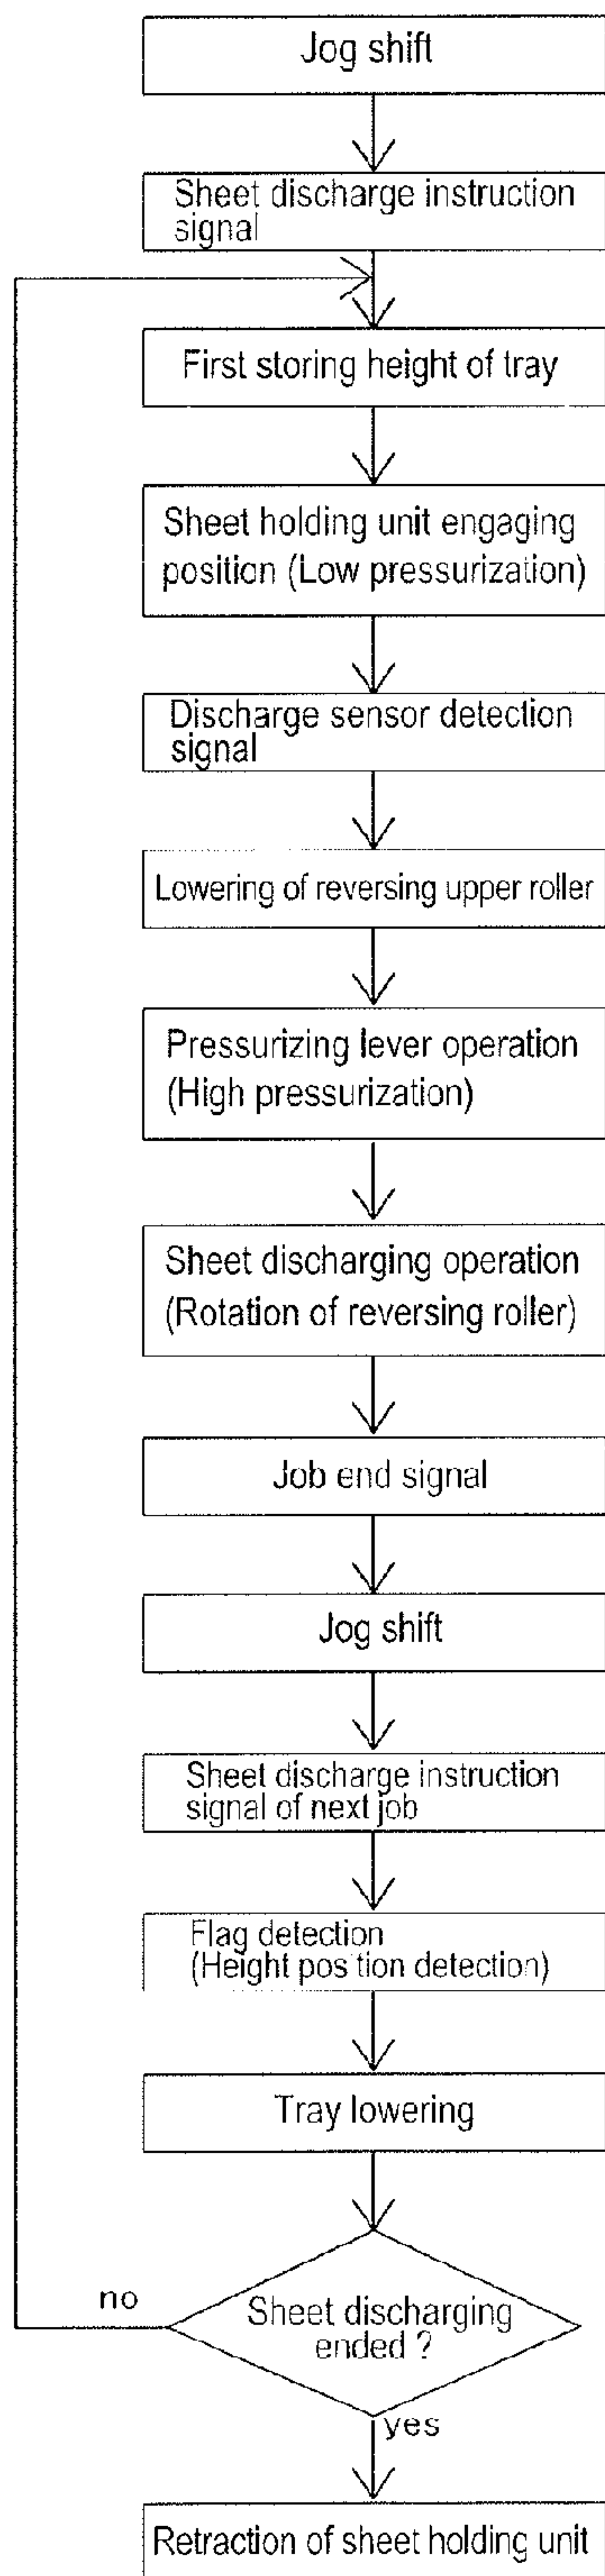 Jog shift
Sheet discharge instruction
signal
First storing height of tray
Sheet holding unit engaging
position (Low pressurization)
Discharge sensor detection
signal
Lowering of reversing upper roller
Pressurizing lever operation
(High pressurization)
Sheet discharging operation
(Rotation of reversing roller)
Job end signal
Jog shift
Sheet discharge instruction
signal of next job
Flag detection
(Height position detection)
Tray lowering
no
Sheet discharging
ended ?
yes
Retraction of sheet holding unit